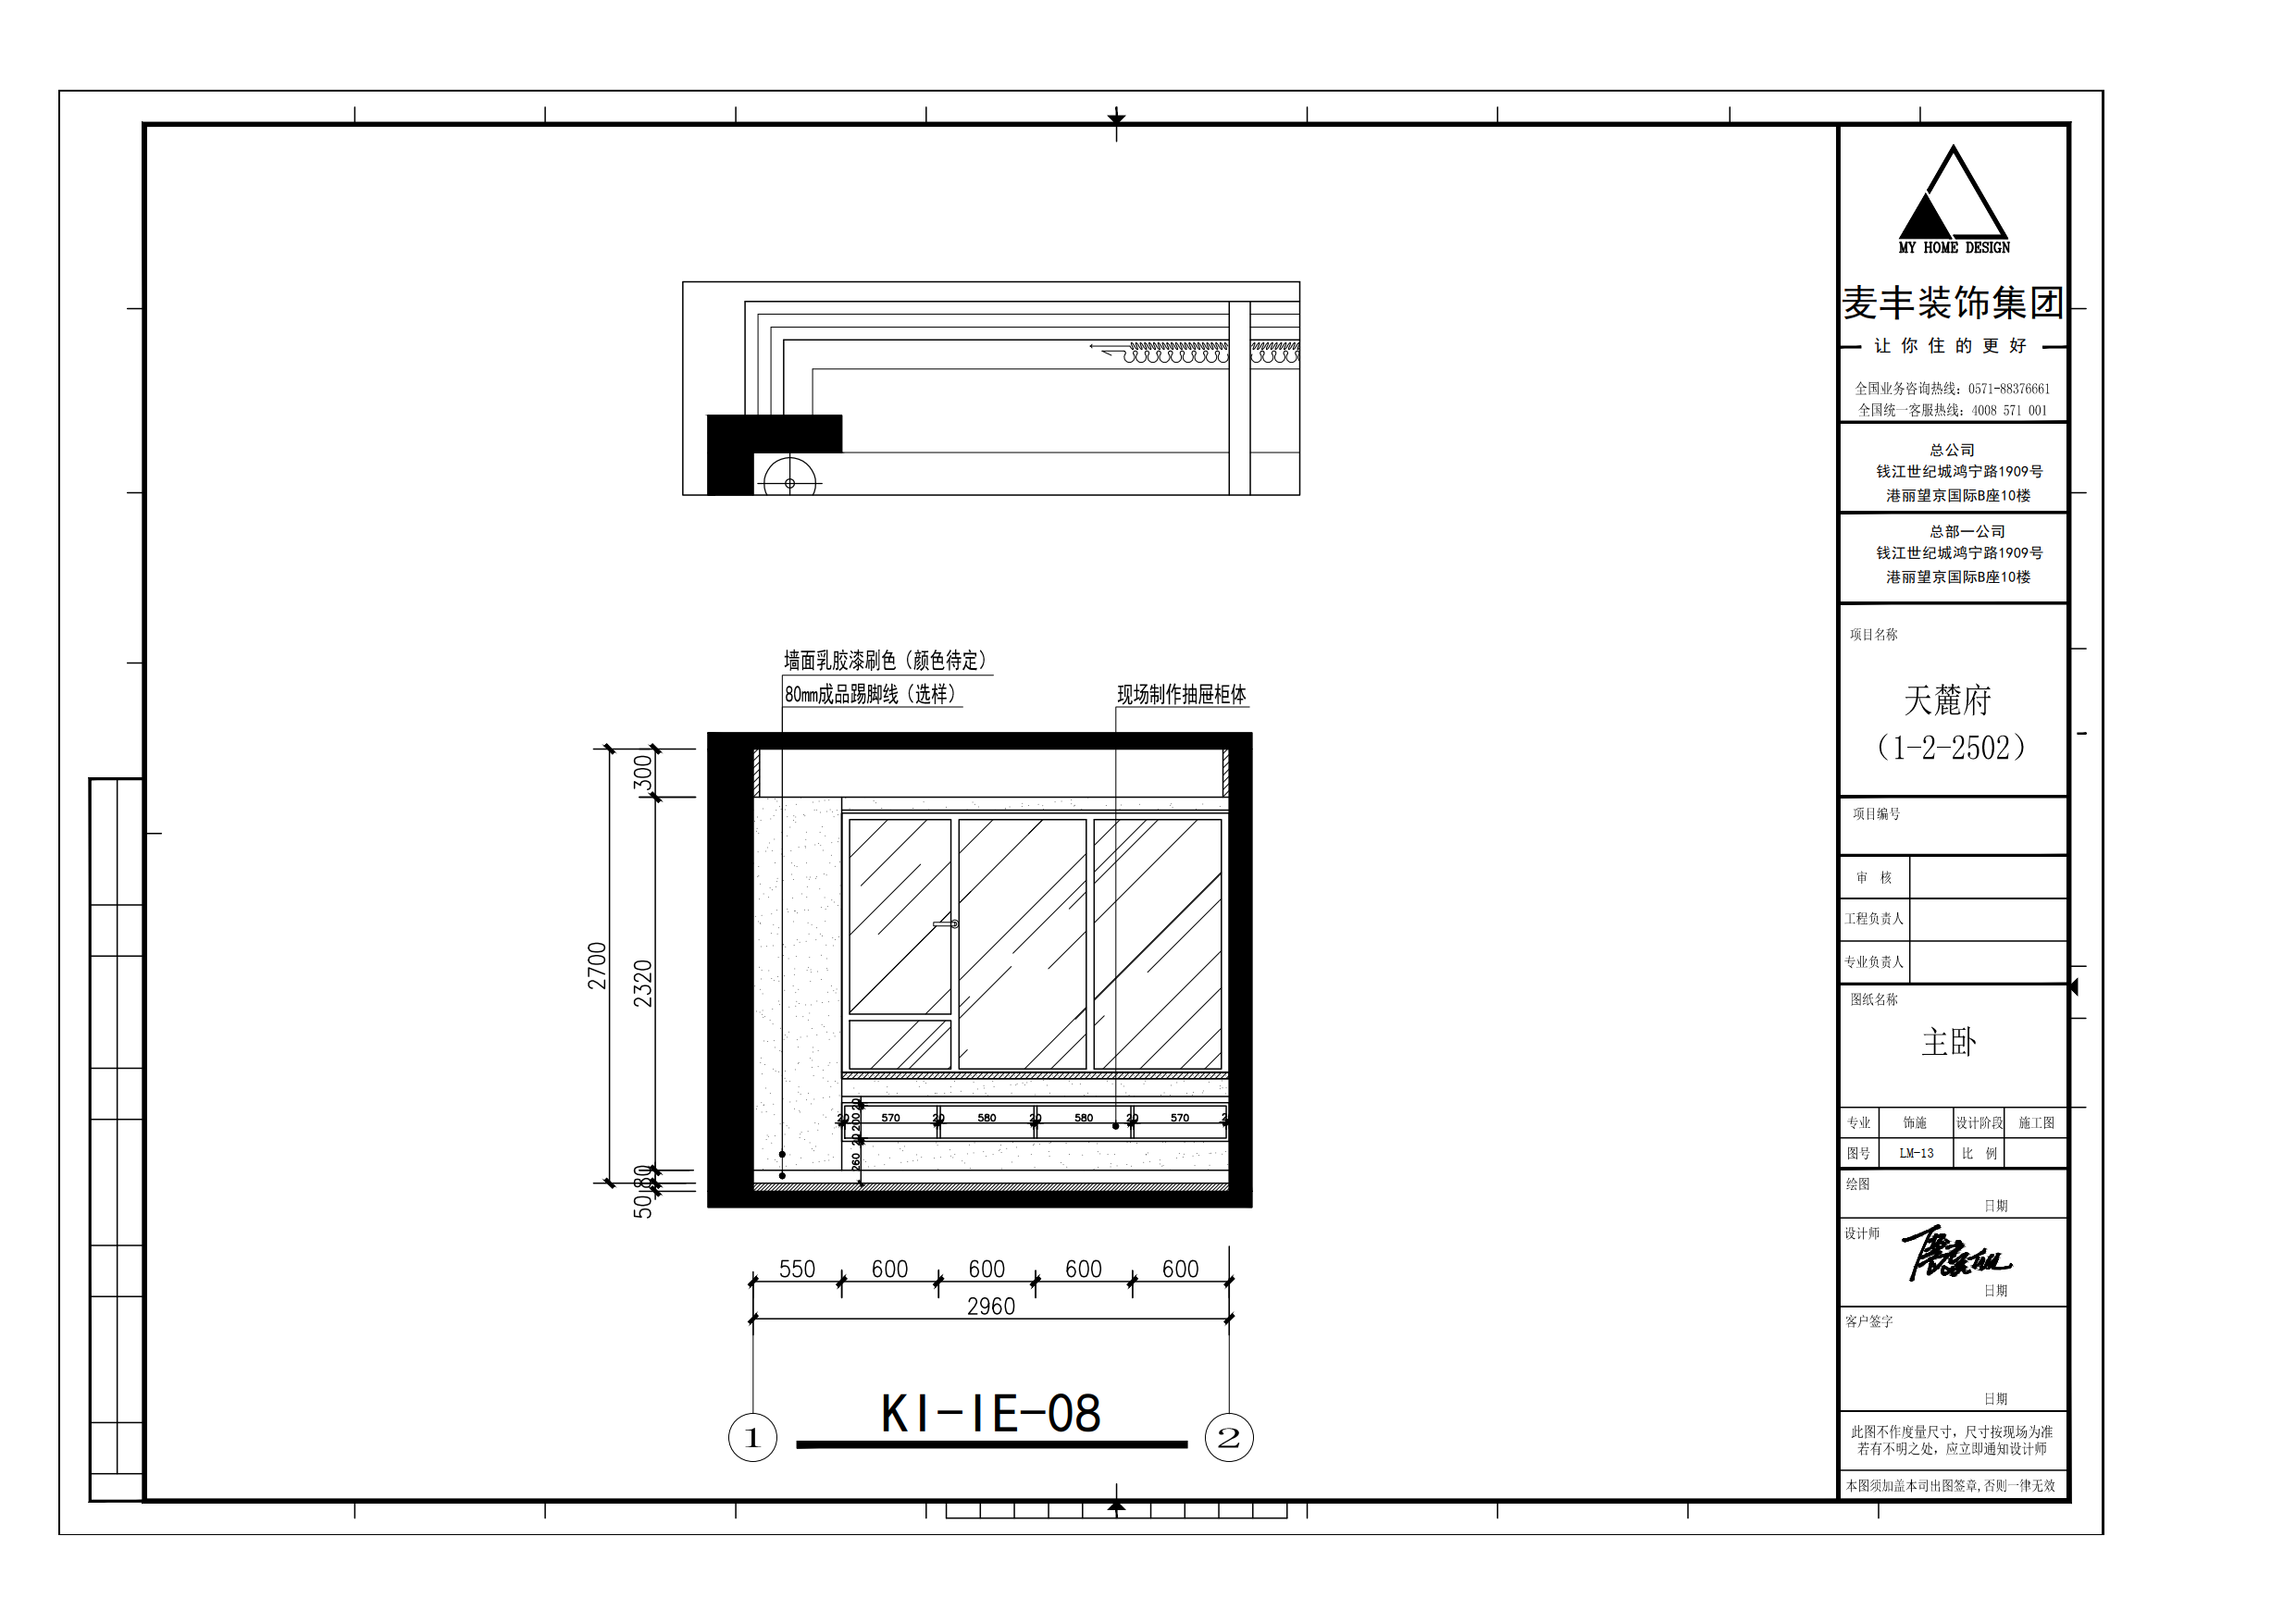 墙面乳胶漆刷色（颜色待定）
80mm成品踢脚线（选样）
现场制作抽屉柜体
300
2700
2320
80
50
20
570
20
580
20
580
20
570
20
200
20
260
550
600
600
600
600
2960
KI-IE-08
1
2
MY HOME DESIGN
麦丰装饰集团
让你住的更好
全国业务咨询热线：0571-88376661
全国统一客服热线：4008 571 001
总公司
钱江世纪城鸿宁路1909号
港丽望京国际B座10楼
总部一公司
钱江世纪城鸿宁路1909号
港丽望京国际B座10楼
项目名称
天麓府
（1-2-2502）
项目编号
审 核
工程负责人
专业负责人
图纸名称
主卧
专业 饰施 设计阶段 施工图
图号 LM-13 比 例
绘图
日期
设计师
日期
客户签字
日期
此图不作度量尺寸，尺寸按现场为准
若有不明之处，应立即通知设计师
本图须加盖本司出图签章,否则一律无效